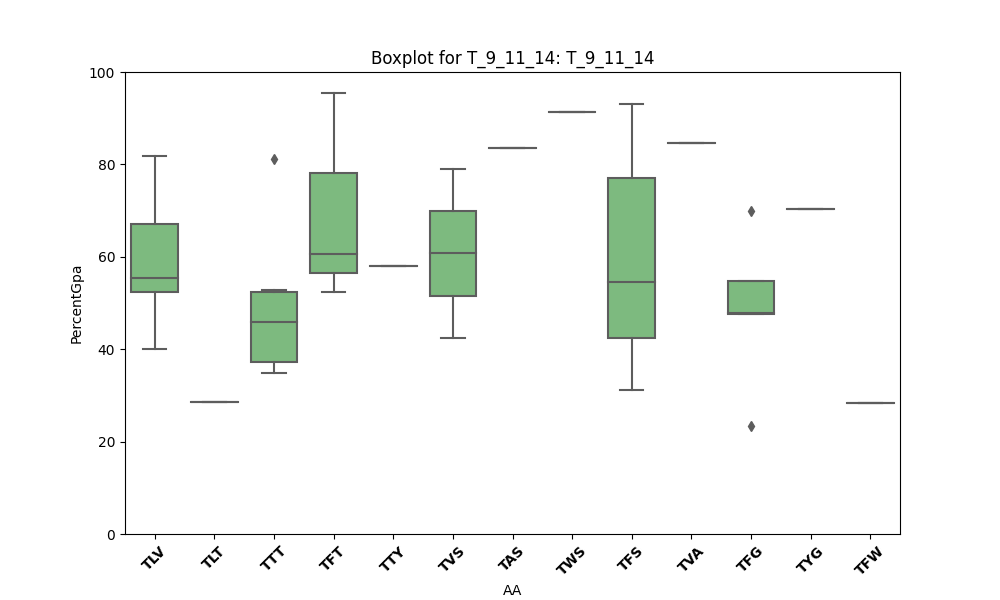 Boxplot for T_9_11_14: T_9_11_14
PercentGpa
100
80
60
40
20
0
TLV TLT TTT TFT TTY TVS TAS TWS TFS TVA TFG TYG TFW
AA